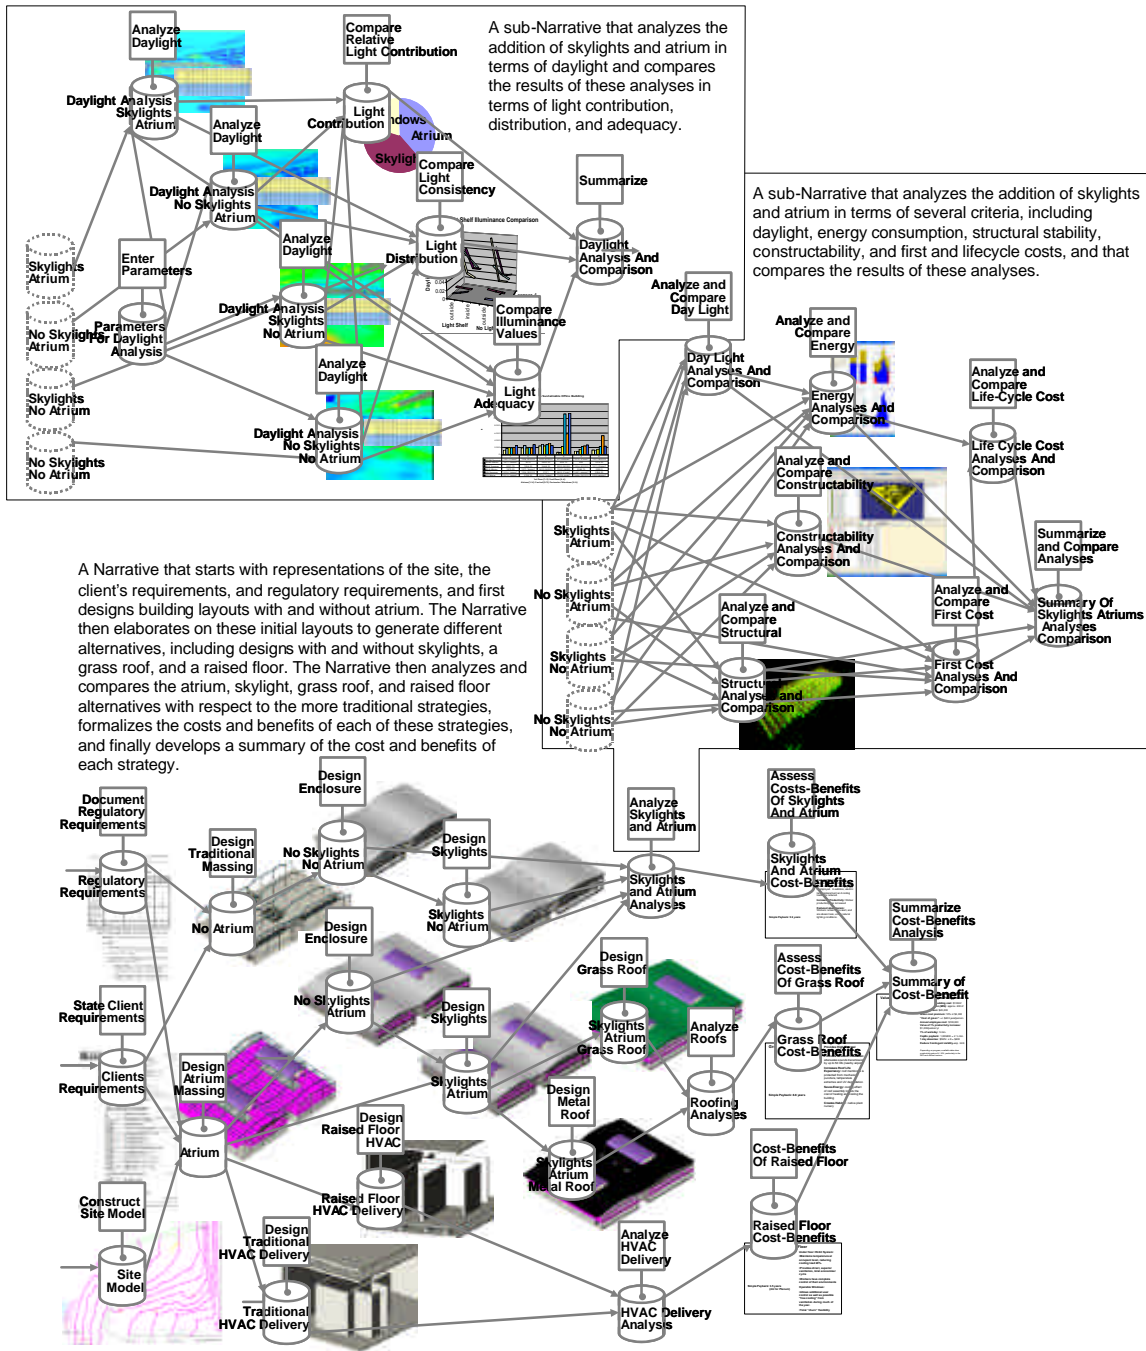 Analyze
Daylight
Compare
Relative
Light Contribution
A sub-Narrative that analyzes the
addition of skylights and atrium in
terms of daylight and compares
the results of these analyses in
terms of light contribution,
distribution, and adequacy.
Daylight Analysis
Skylights
Atrium
Light
Contribution
Atrium
Analyze
Daylight
Compare
Light
Consistency
Summarize
Daylight Analysis
No Skylights
Atrium
Shelf Illuminance Comparison
Analyze
Daylight
Light
Distribution
Daylight
Analysis And
Comparison
Skylights
Atrium
Enter
Parameters
Daylight Analysis
Skylights
No Atrium
0.04
0.02
0
outside
inside
outside
Light Shelf
Compare
Illuminance
Values
No Skylights
Atrium
Parameters
For Daylight
Analysis
Analyze
Daylight
Skylights
No Atrium
Light
Adequacy
Daylight Analysis
No Skylights
No Atrium
No Skylights
No Atrium
A sub-Narrative that analyzes the addition of skylights
and atrium in terms of several criteria, including
daylight, energy consumption, structural stability,
constructability, and first and lifecycle costs, and that
compares the results of these analyses.
Analyze and
Compare
Day Light
Analyze and
Compare
Energy
Day Light
Analyses And
Comparison
Analyze and
Compare
Life-Cycle Cost
Energy
Analyses And
Comparison
Life Cycle Cost
Analyses And
Comparison
Analyze and
Compare
Constructability
Skylights
Atrium
Constructability
Analyses And
Comparison
Summarize
and Compare
Analyses
No Skylights
Atrium
Analyze and
Compare
Structural
Analyze and
Compare
First Cost
Summary Of
Skylights Atriums
Analyses
Comparison
Skylights
No Atrium
First Cost
Analyses And
Comparison
Structural
Analyses And
Comparison
No Skylights
No Atrium
A Narrative that starts with representations of the site, the
client's requirements, and regulatory requirements, and first
designs building layouts with and without atrium. The Narrative
then elaborates on these initial layouts to generate different
alternatives, including designs with and without skylights, a
grass roof, and a raised floor. The Narrative then analyzes and
compares the atrium, skylight, grass roof, and raised floor
alternatives with respect to the more traditional strategies,
formalizes the costs and benefits of each of these strategies,
and finally develops a summary of the cost and benefits of
each strategy.
Document
Regulatory
Requirements
Design
Enclosure
Analyze
Skylights
and Atrium
Assess
Costs-Benefits
Of Skylights
And Atrium
Design
Traditional
Massing
Design
Skylights
No Skylights
No Atrium
Regulatory
Requirements
Skylights
and Atrium
Analyses
Skylights
And Atrium
Cost-Benefits
No Atrium
Skylights
No Atrium
Summarize
Cost-Benefits
Analysis
Design
Enclosure
Design
Grass Roof
Assess
Cost-Benefits
Of Grass Roof
State Client
Requirements
No Skylights
Atrium
Design
Skylights
Summary of
Cost-Benefit
Skylights
Atrium
Grass Roof
Analyze
Roofs
Grass Roof
Cost-Benefits
Clients
Requirements
Design
Atrium
Massing
Skylights
Atrium
Roofing
Analyses
Design
Metal
Roof
Design
Raised Floor
HVAC
Atrium
Cost-Benefits
Of Raised Floor
Skylights
Atrium
Metal Roof
Construct
Site Model
Raised Floor
HVAC Delivery
Design
Traditional
HVAC Delivery
Analyze
HVAC
Delivery
Raised Floor
Cost-Benefits
Site
Model
Traditional
HVAC Delivery
HVAC Delivery
Analysis